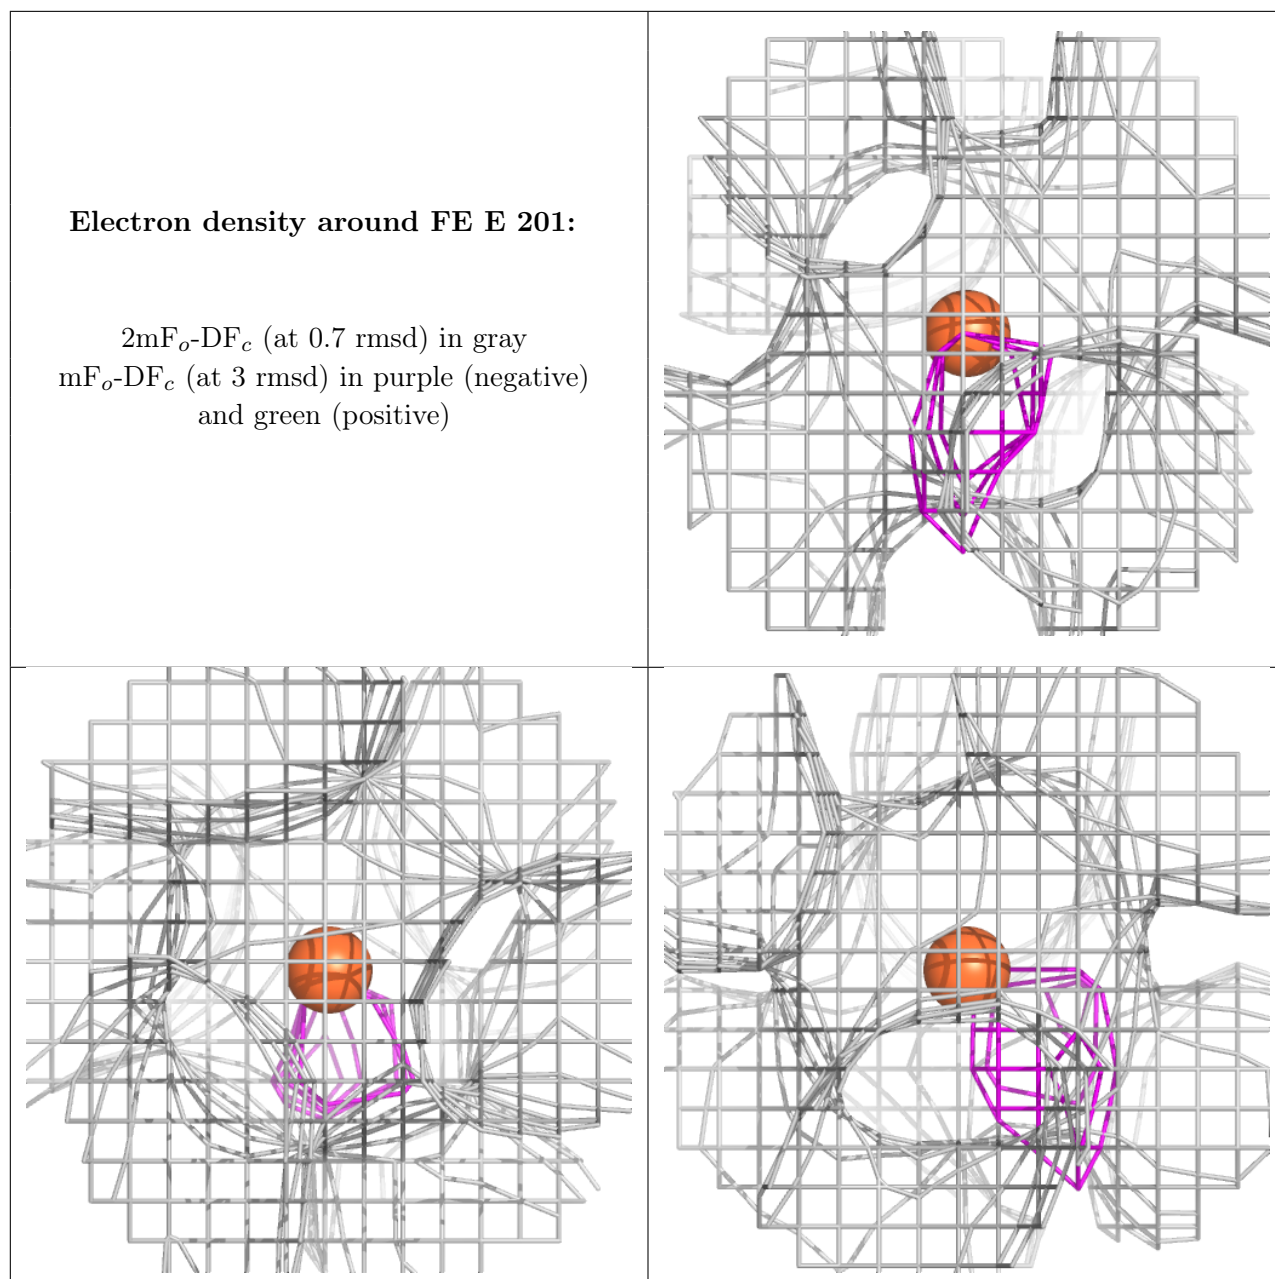 Electron density around FE E 201:
2mFo-DFc (at 0.7 rmsd) in gray
mFo-DFc (at 3 rmsd) in purple (negative)
and green (positive)